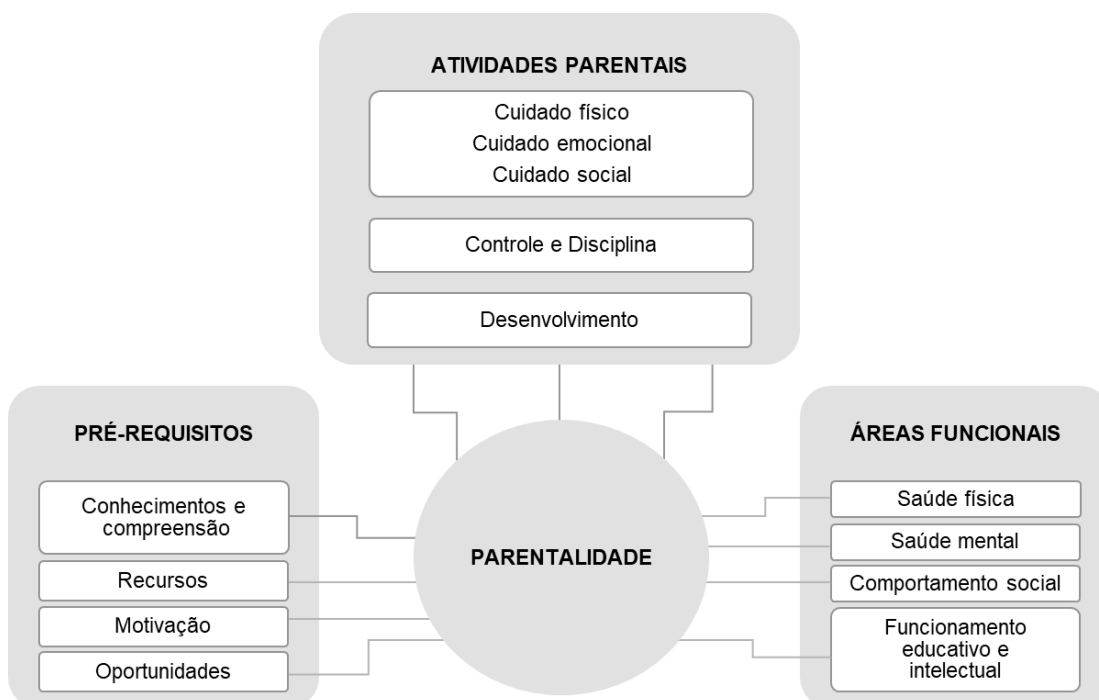 ATIVIDADES PARENTAIS
Cuidado físico
Cuidado emocional
Cuidado social
Controle e Disciplina
Desenvolvimento
PRÉ-REQUISITOS
Conhecimentos e
compreensão
Recursos
Motivação
Oportunidades
PARENTALIDADE
ÁREAS FUNCIONAIS
Saúde física
Saúde mental
Comportamento social
Funcionamento
educativo e
intelectual